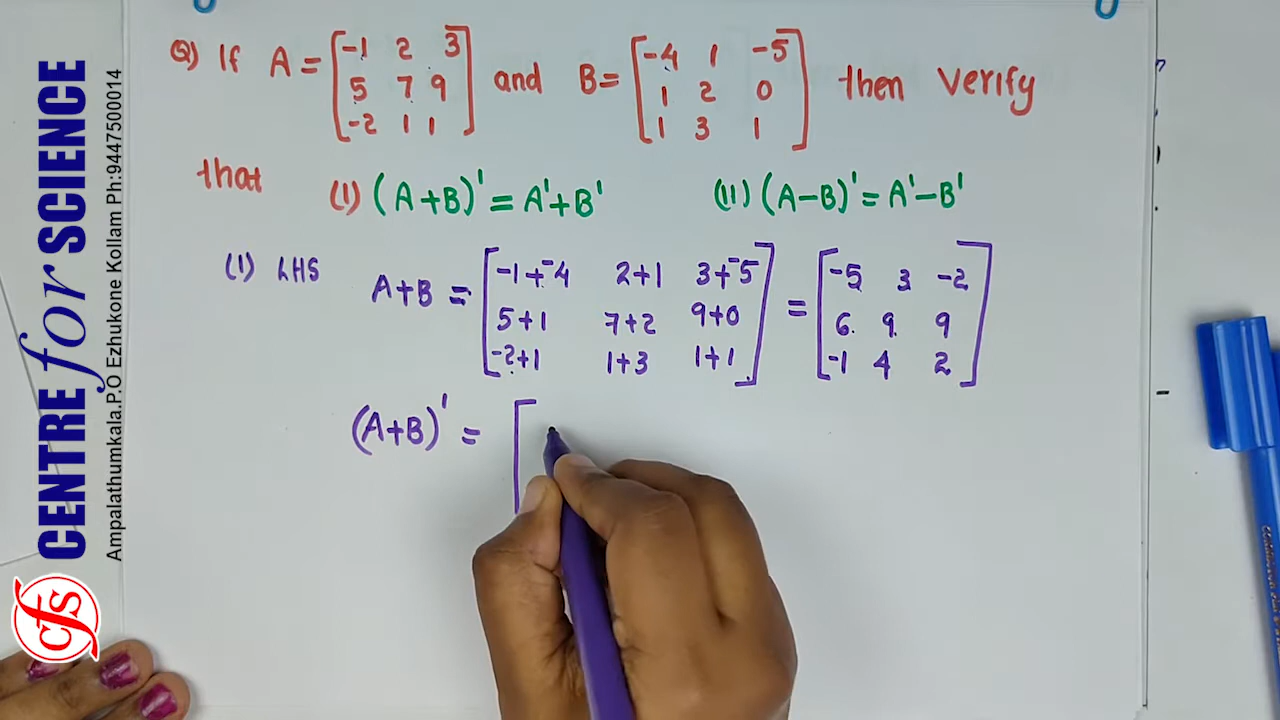 CENTRE for SCIENCE
Ampalathumkala.P.O Ezhukone Kollam Ph:9447500014
cfs
Q) If A = [-1 2 3
5 7 9
-2 1 1] and B = [-4 1 -5
1 2 0
1 3 1] then verify
that (I) (A+B)' = A'+B' (II) (A-B)' = A'-B'
(I) LHS A+B = [-1+-4 2+1 3+-5
5+1 7+2 9+0
-2+1 1+3 1+1] = [-5 3 -2
6 9 9
-1 4 2]
(A+B)' = [